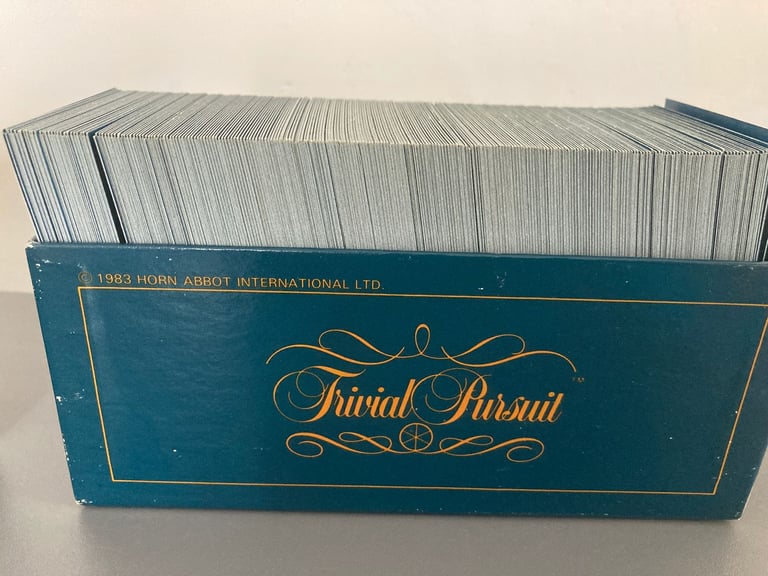 © 1983 HORN ABBOT INTERNATIONAL LTD.
Trivial Pursuit™